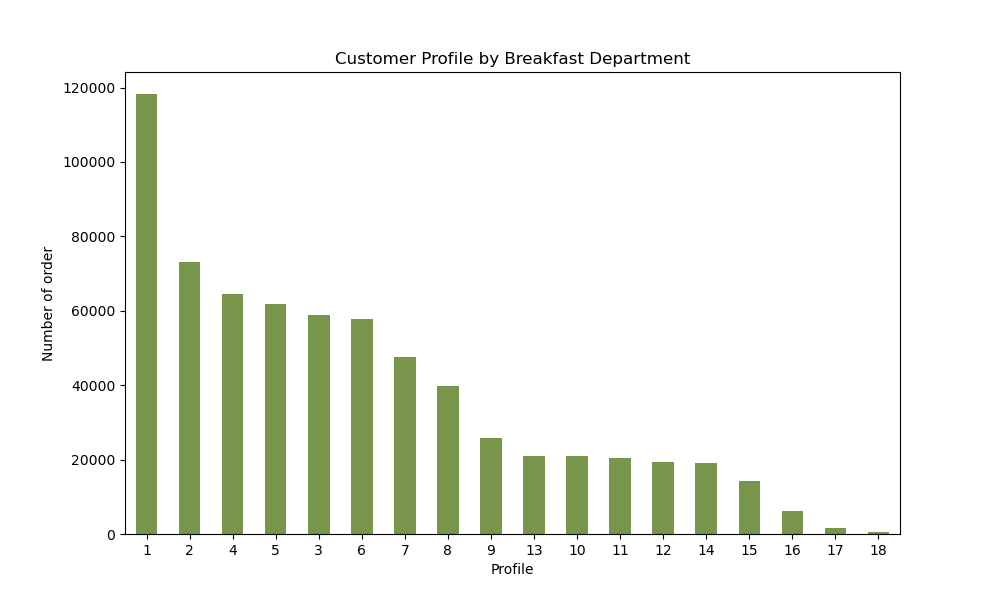 Customer Profile by Breakfast Department
120000
100000
80000
60000
40000
20000
0
Number of order
1 2 4 5 3 6 7 8 9 13 10 11 12 14 15 16 17 18
Profile